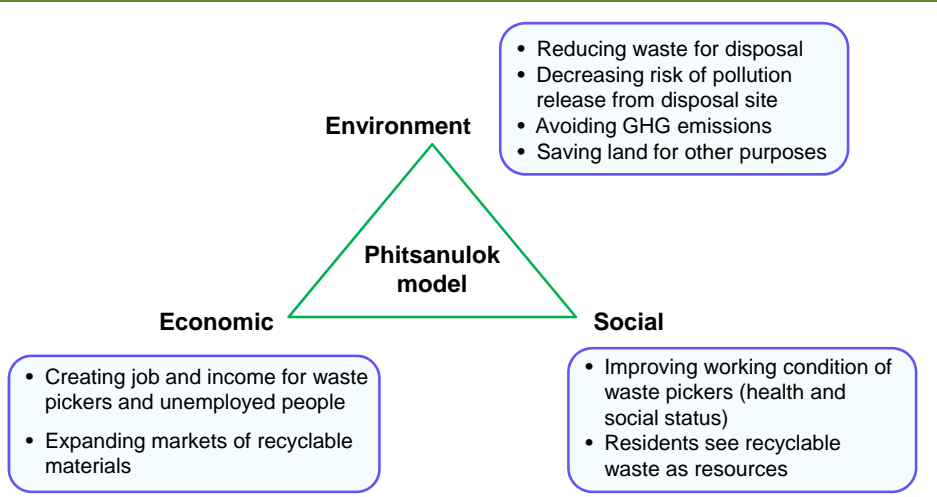 • Reducing waste for disposal
• Decreasing risk of pollution
release from disposal site
• Avoiding GHG emissions
• Saving land for other purposes
Environment
Phitsanulok
model
Economic
Social
• Creating job and income for waste
pickers and unemployed people
• Expanding markets of recyclable
materials
• Improving working condition of
waste pickers (health and
social status)
• Residents see recyclable
waste as resources